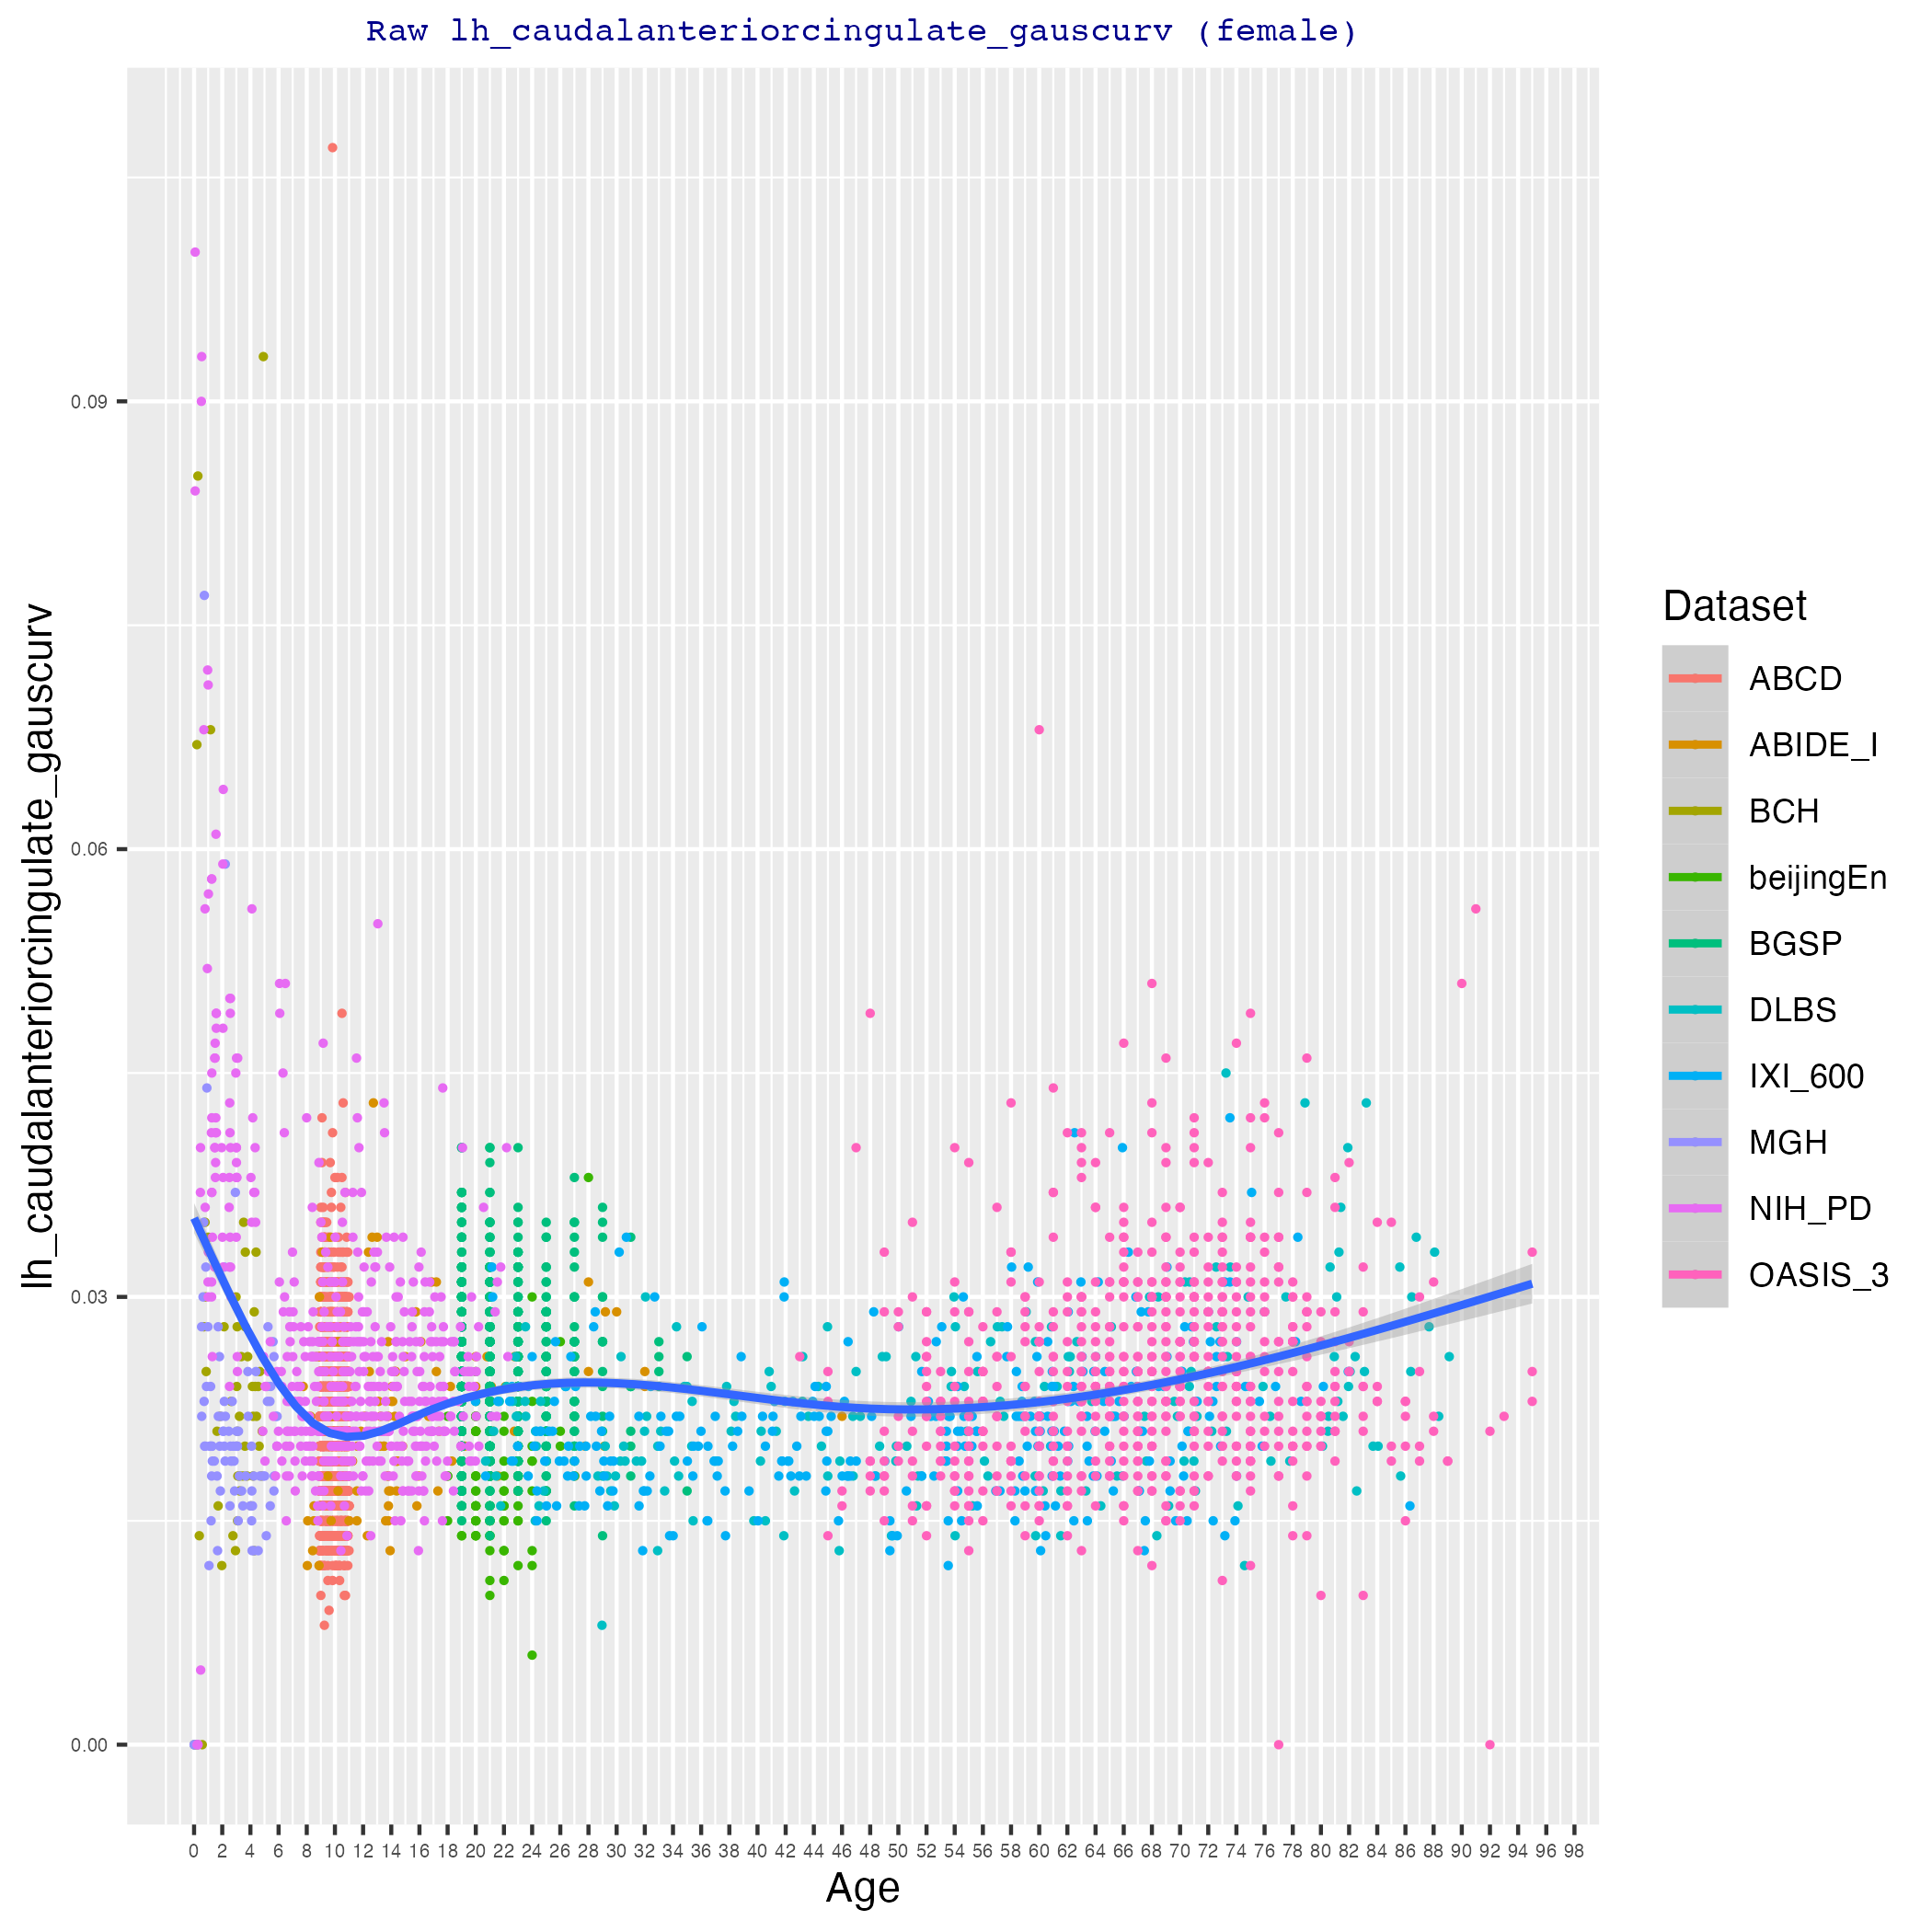 Raw lh_caudalanteriorcingulate_gauscurv (female)
lh_caudalanteriorcingulate_gauscurv
0.09
0.06
0.03
0.00
0 2 4 6 8 10 12 14 16 18 20 22 24 26 28 30 32 34 36 38 40 42 44 46 48 50 52 54 56 58 60 62 64 66 68 70 72 74 76 78 80 82 84 86 88 90 92 94 96 98
Age
Dataset
ABCD
ABIDE_I
BCH
beijingEn
BGSP
DLBS
IXI_600
MGH
NIH_PD
OASIS_3